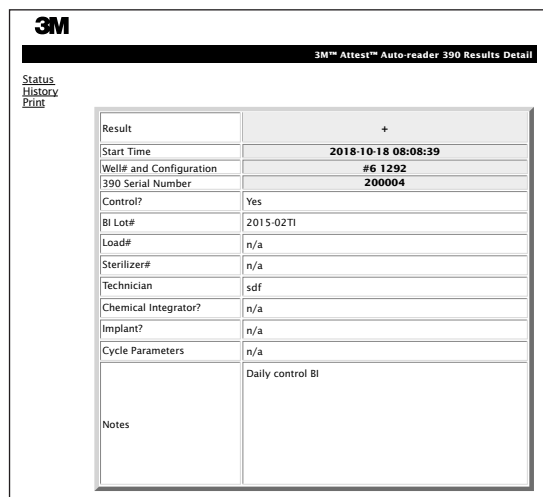 3M
3M™ Attest™ Auto-reader 390 Results Detail
Status
History
Print
Result +
Start Time 2018-10-18 08:08:39
Well# and Configuration #6 1292
390 Serial Number 200004
Control? Yes
BI Lot# 2015-02TI
Load# n/a
Sterilizer# n/a
Technician sdf
Chemical Integrator? n/a
Implant? n/a
Cycle Parameters n/a
Notes Daily control BI